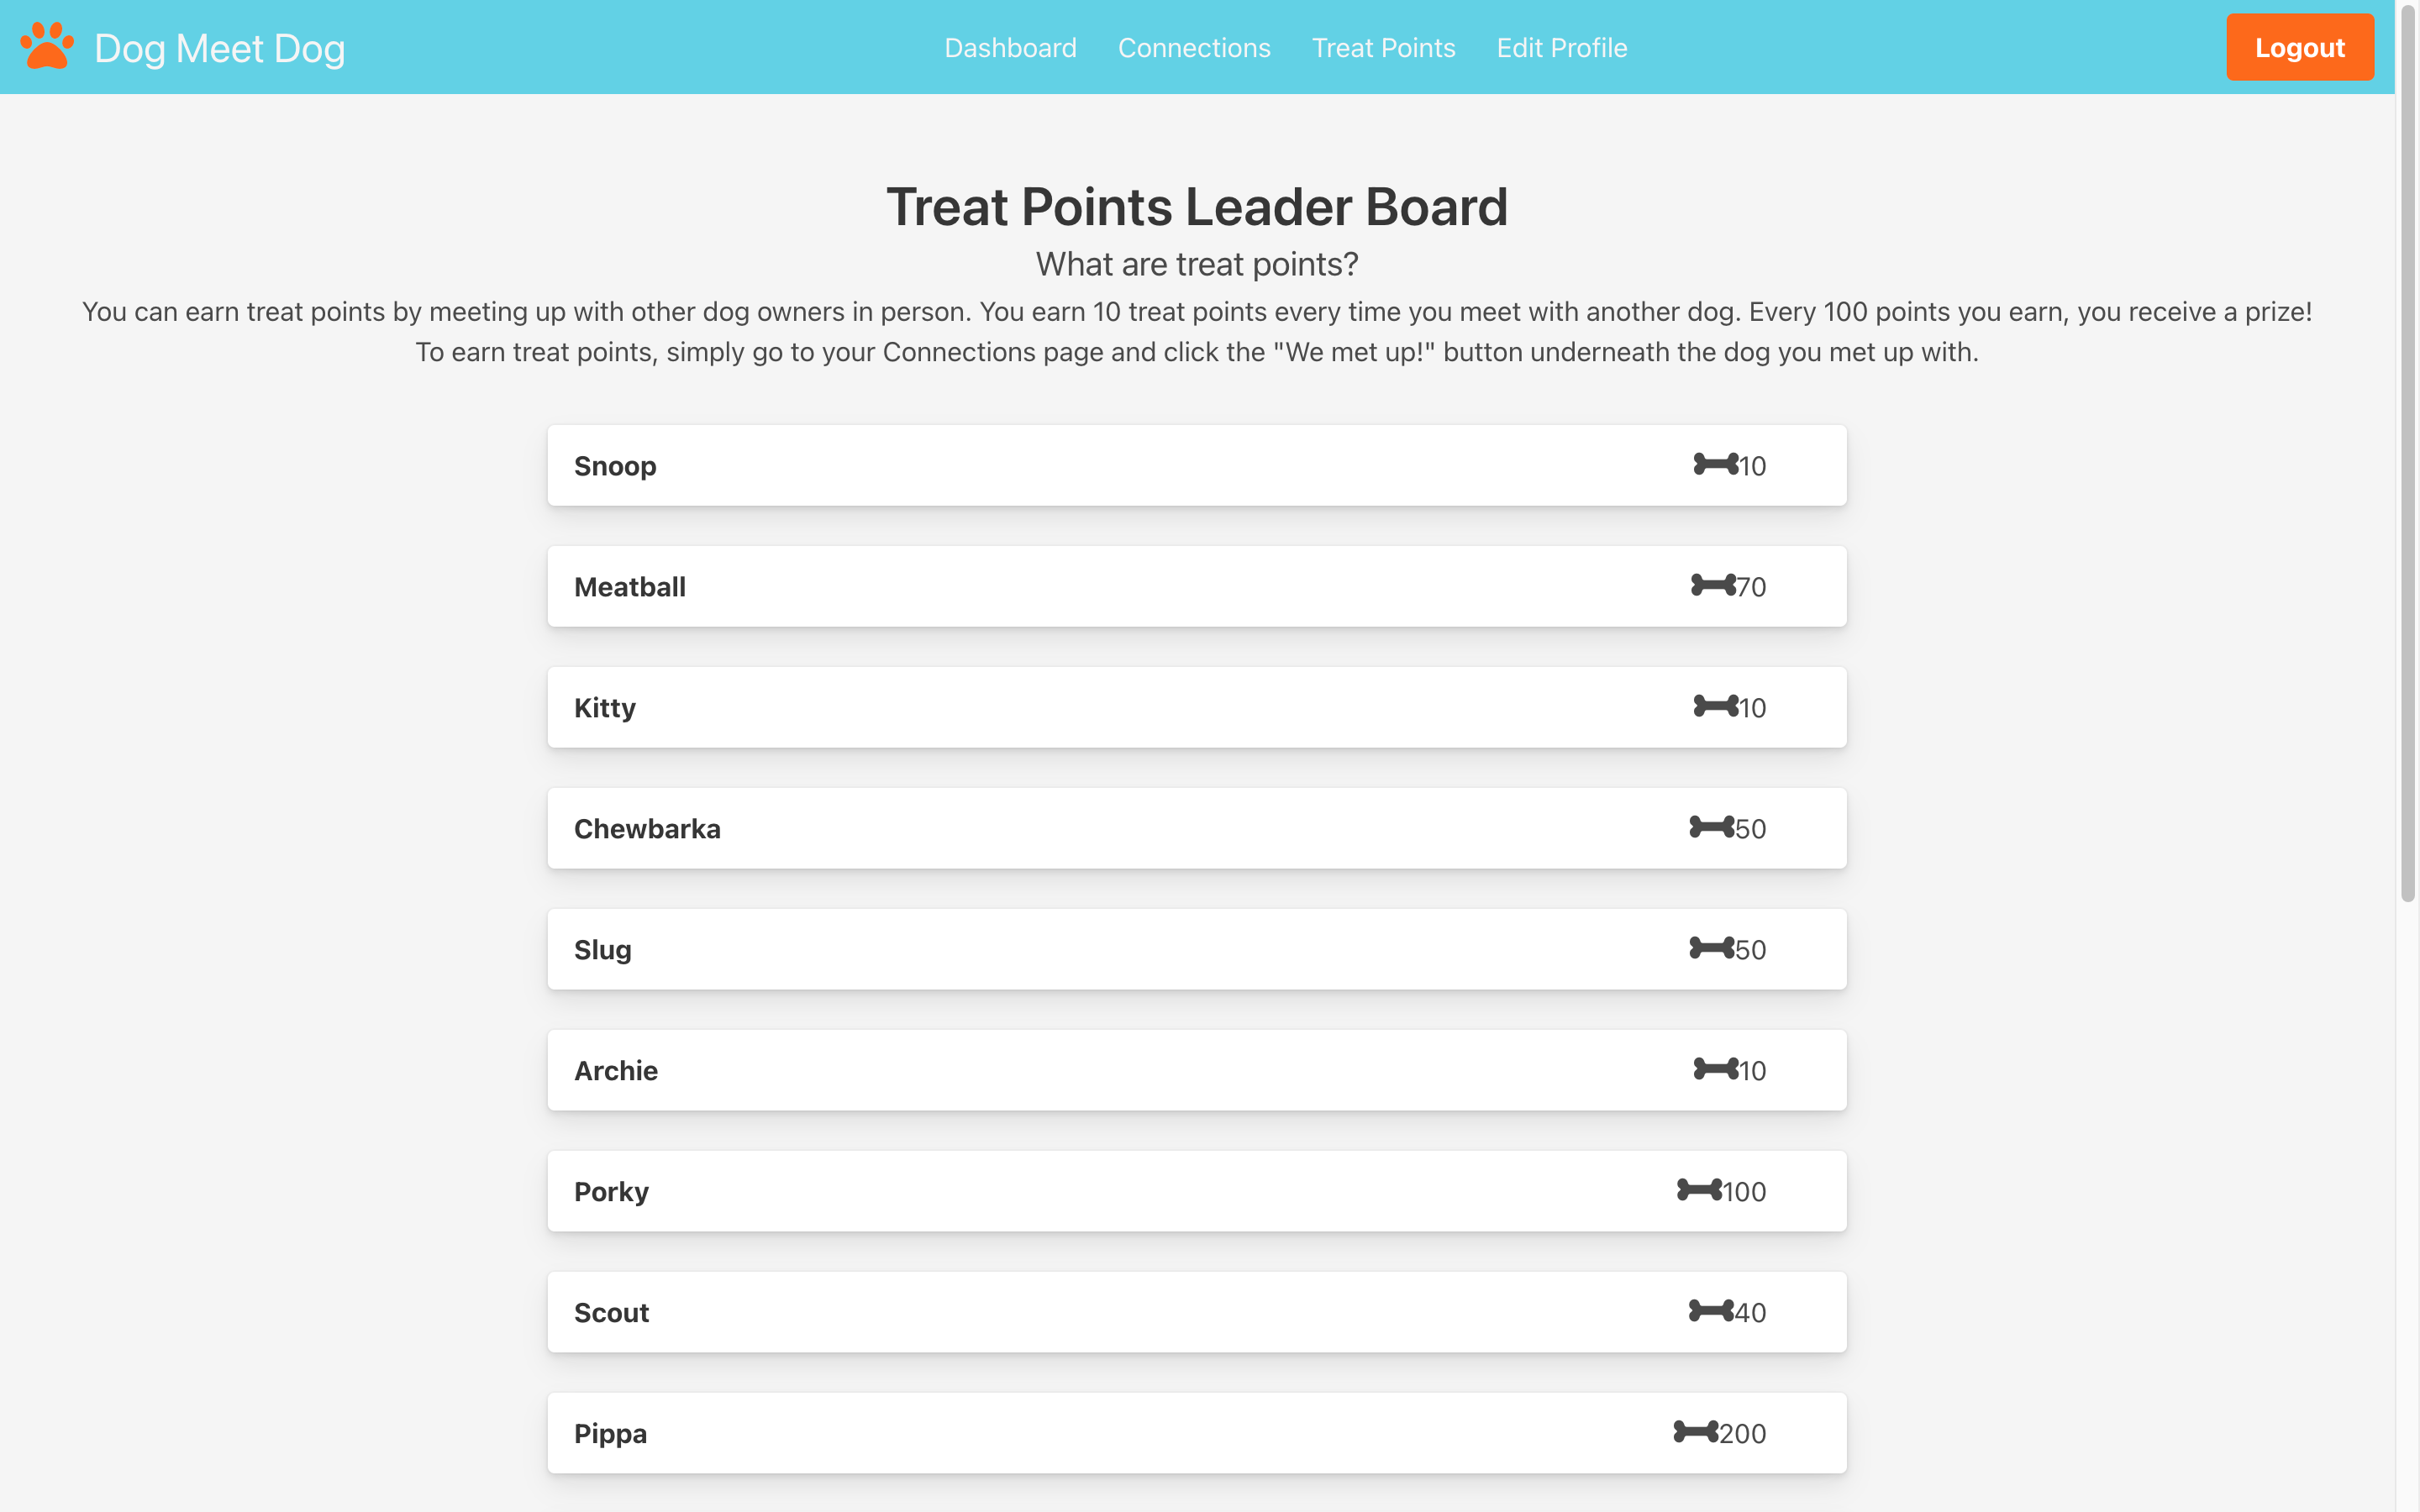 Dog Meet Dog
Dashboard Connections Treat Points Edit Profile
Logout
Treat Points Leader Board
What are treat points?
You can earn treat points by meeting up with other dog owners in person. You earn 10 treat points every time you meet with another dog. Every 100 points you earn, you receive a prize!
To earn treat points, simply go to your Connections page and click the "We met up!" button underneath the dog you met up with.
Snoop 10
Meatball 70
Kitty 10
Chewbarka 50
Slug 50
Archie 10
Porky 100
Scout 40
Pippa 200